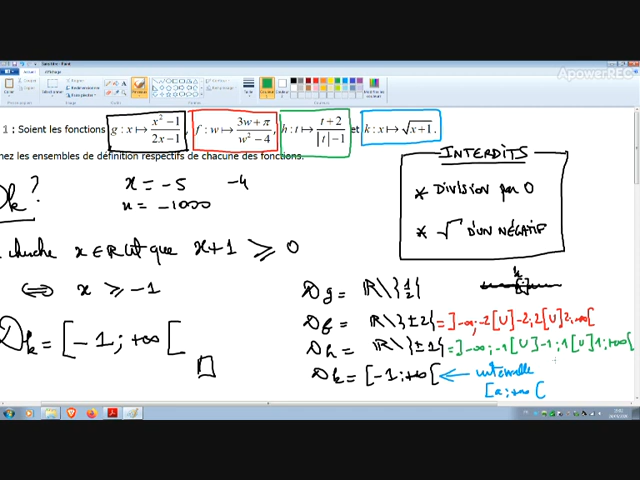 ApowerREC
1 : Soient les fonctions g : x ↦ (x² − 1)/(2x − 1), f : w ↦ (3w + π)/(w² − 4), h : t ↦ (t + 2)/(|t| − 1) et k : x ↦ √(x + 1).
nez les ensembles de définition respectifs de chacune des fonctions.
INTERDITS
* Division par 0
* √ D'UN NÉGATIF
Dk ?
x = −5 −4
x = −1000
cherche x ∈ R tel que x + 1 ≥ 0
⟺ x ≥ −1
Dk = [−1 ; +∞[
Dg = R \ {1/2}
Df = R \ {±2} = ]−∞ ; −2[ U ]−2 ; 2[ U ]2 ; +∞[
Dh = R \ {±1} = ]−∞ ; −1[ U ]−1 ; 1[ U ]1 ; +∞[
Dk = [−1 ; +∞[ ← intervalle
[a ; +∞[